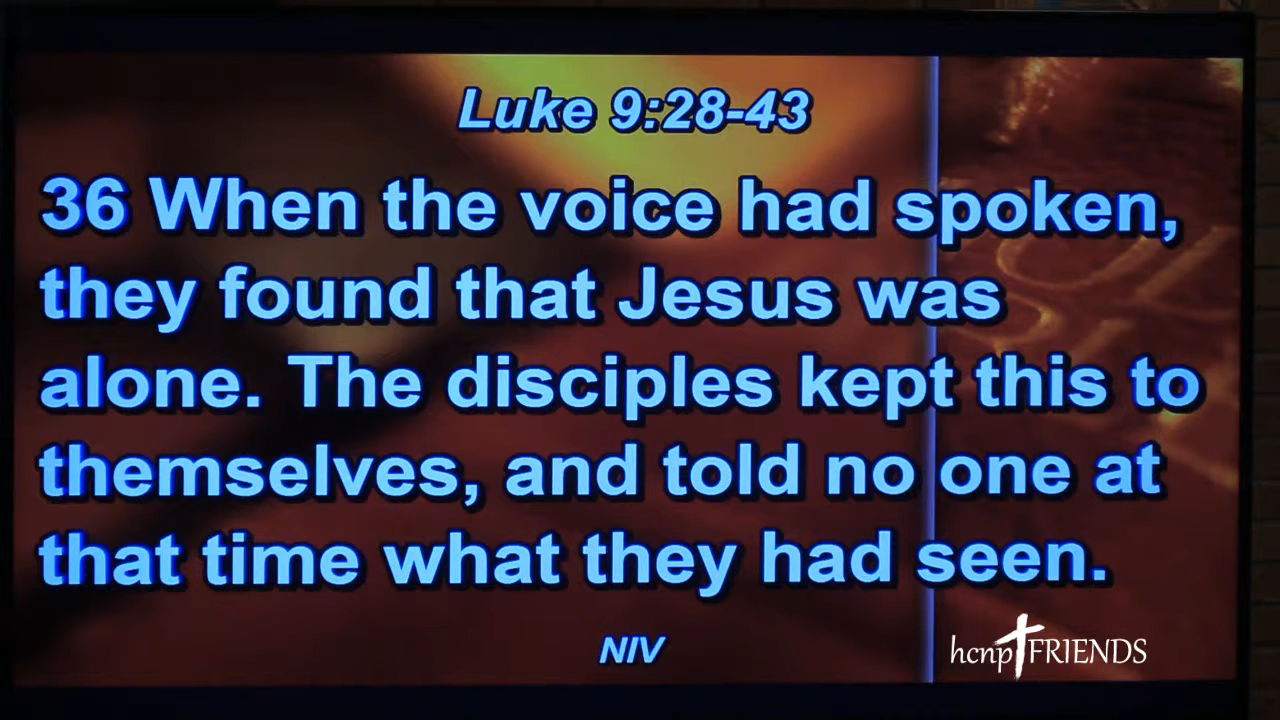 Luke 9:28-43
36 When the voice had spoken,
they found that Jesus was
alone. The disciples kept this to
themselves, and told no one at
that time what they had seen.
NIV
hcnp FRIENDS